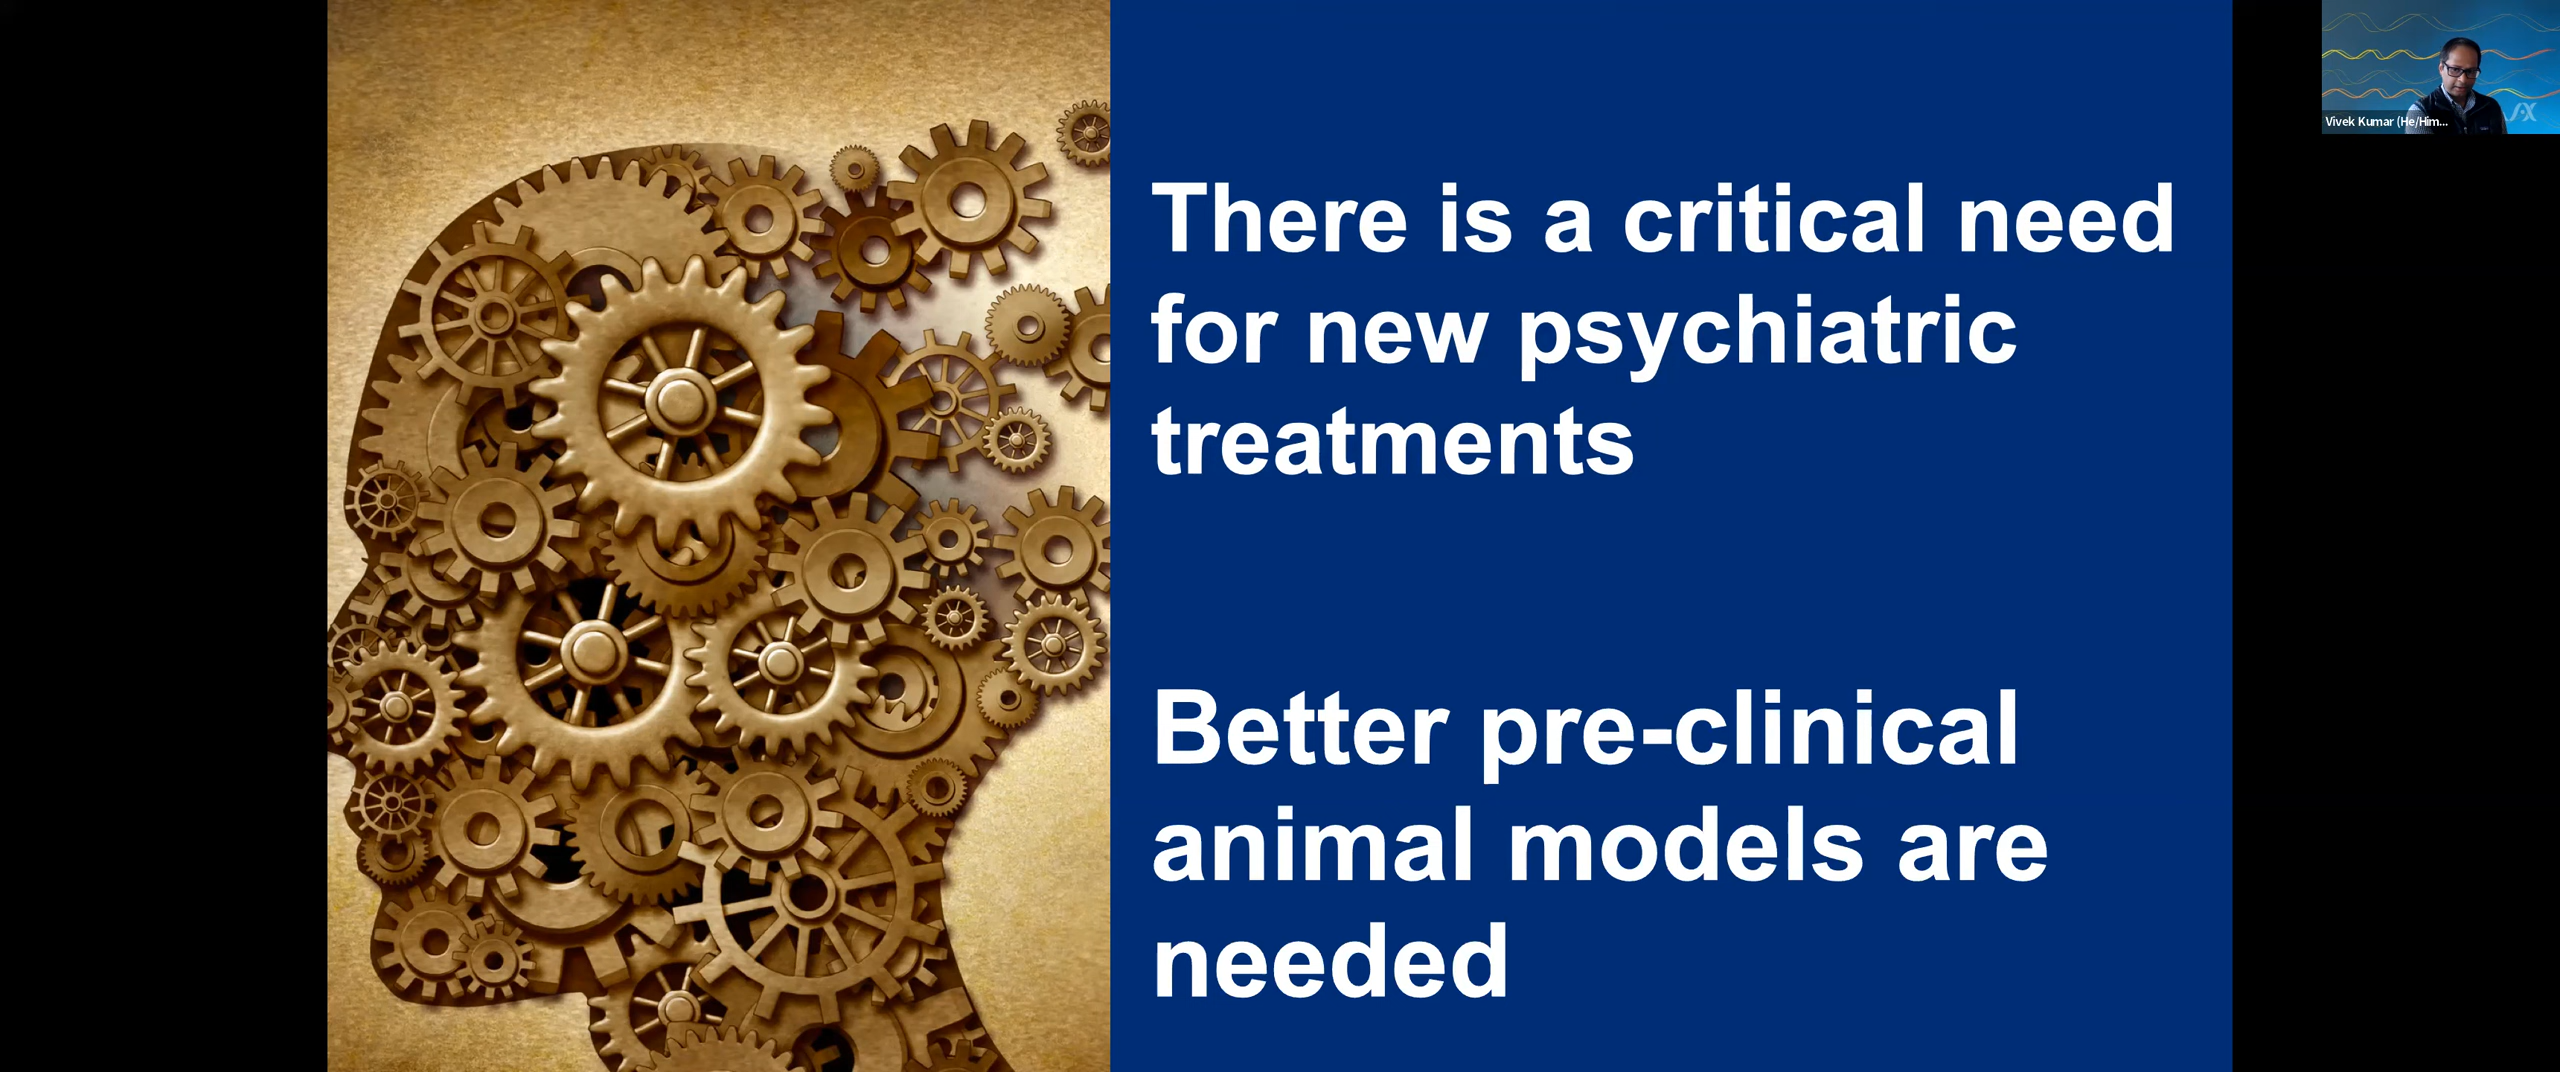 There is a critical need
for new psychiatric
treatments
Better pre-clinical
animal models are
needed
Vivek Kumar (He/Him...